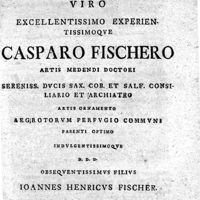 VIRO
EXCELLENTISSIMO EXPERIEN-
TISSIMOQVE
CASPARO FISCHERO
ARTIS MEDENDI DOCTORI
SERENISS. DVCIS SAX. COB. ET SALF. CONSI-
LIARIO ET ARCHIATRO
ARTIS ORNAMENTO
AEGROTORVM PERFVGIO COMMVNI
PARENTI OPTIMO
INDVLGENTISSIMOQVE
D. D. D.
OBSEQVENTISSIMVS FILIVS
IOANNES HENRICVS FISCHER.